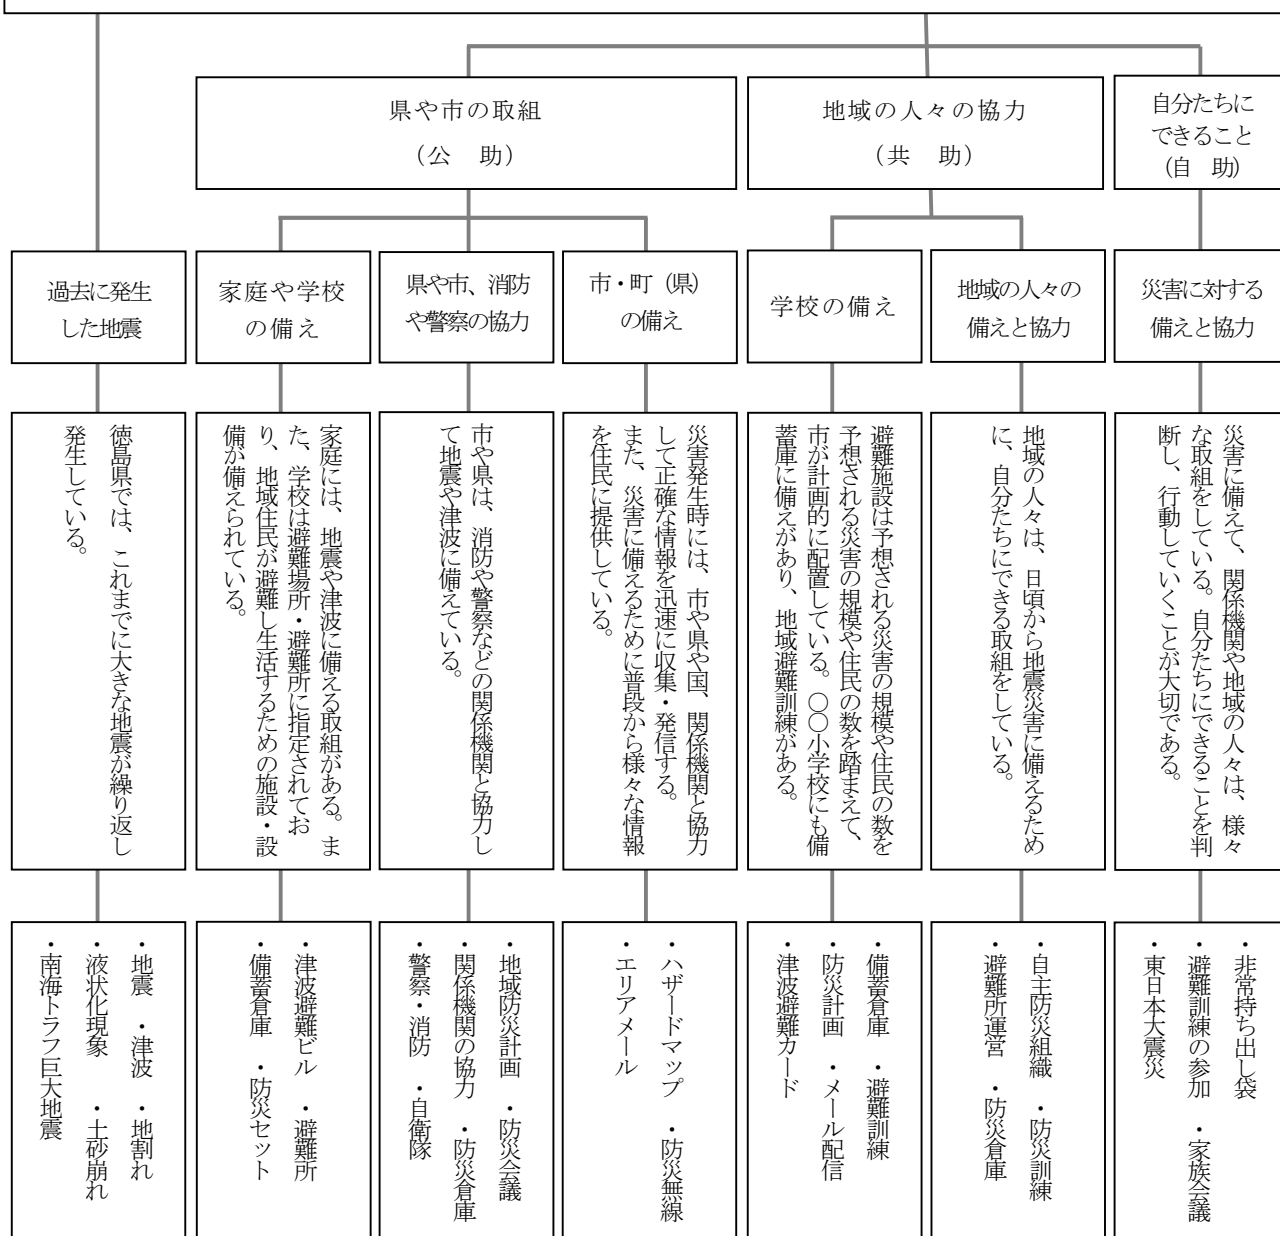 県や市の取組
（公　助）
地域の人々の協力
（共　助）
自分たちに
できること
（自　助）
過去に発生
した地震
家庭や学校
の備え
県や市、消防
や警察の協力
市・町（県）
の備え
学校の備え
地域の人々の
備えと協力
災害に対する
備えと協力
徳島県では、これまでに大きな地震が繰り返し
発生している。
家庭には、地震や津波に備える取組がある。ま
た、学校は避難場所・避難所に指定されてお
り、地域住民が避難し生活するための施設・設
備が備えられている。
市や県は、消防や警察などの関係機関と協力し
て地震や津波に備えている。
災害発生時には、市や県や国、関係機関と協力
して正確な情報を迅速に収集・発信する。
また、災害に備えるために普段から様々な情報
を住民に提供している。
避難施設は予想される災害の規模や住民の数を
予想される災害の規模や住民の数を踏まえて、
市が計画的に配置している。〇〇小学校にも備
蓄庫に備えがあり、地域避難訓練がある。
地域の人々は、日頃から地震災害に備えるため
に、自分たちにできる取組をしている。
災害に備えて、関係機関や地域の人々は、様々
な取組をしている。自分たちにできることを判
断し、行動していくことが大切である。
・地震　・津波　・地割れ
・液状化現象　・土砂崩れ
・南海トラフ巨大地震
・津波避難ビル　・避難所
・備蓄倉庫　・防災セット
・地域防災計画　・防災会議
・関係機関の協力　・防災倉庫
・警察・消防　・自衛隊
・ハザードマップ　・防災無線
・エリアメール
・備蓄倉庫　・避難訓練
・防災計画　・メール配信
・津波避難カード
・自主防災組織　・防災訓練
・避難所運営　・防災倉庫
・非常持ち出し袋
・避難訓練の参加　・家族会議
・東日本大震災